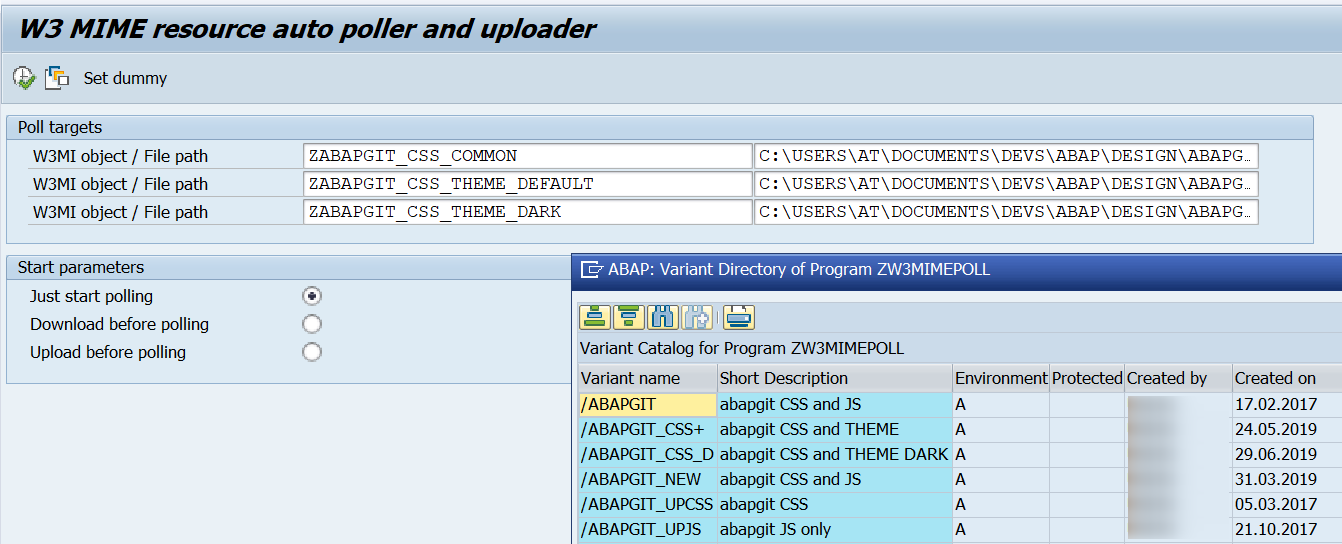 W3 MIME resource auto poller and uploader
Set dummy
Poll targets
W3MI object / File path ZABAPGIT_CSS_COMMON C:\USERS\AT\DOCUMENTS\DEVS\ABAP\DESIGN\ABAPG…
W3MI object / File path ZABAPGIT_CSS_THEME_DEFAULT C:\USERS\AT\DOCUMENTS\DEVS\ABAP\DESIGN\ABAPG…
W3MI object / File path ZABAPGIT_CSS_THEME_DARK C:\USERS\AT\DOCUMENTS\DEVS\ABAP\DESIGN\ABAPG…
Start parameters
Just start polling
Download before polling
Upload before polling
ABAP: Variant Directory of Program ZW3MIMEPOLL
Variant Catalog for Program ZW3MIMEPOLL
Variant name Short Description Environment Protected Created by Created on
/ABAPGIT abapgit CSS and JS A 17.02.2017
/ABAPGIT_CSS+ abapgit CSS and THEME A 24.05.2019
/ABAPGIT_CSS_D abapgit CSS and THEME DARK A 29.06.2019
/ABAPGIT_NEW abapgit CSS and JS A 31.03.2019
/ABAPGIT_UPCSS abapgit CSS A 05.03.2017
/ABAPGIT_UPJS abapgit JS only A 21.10.2017